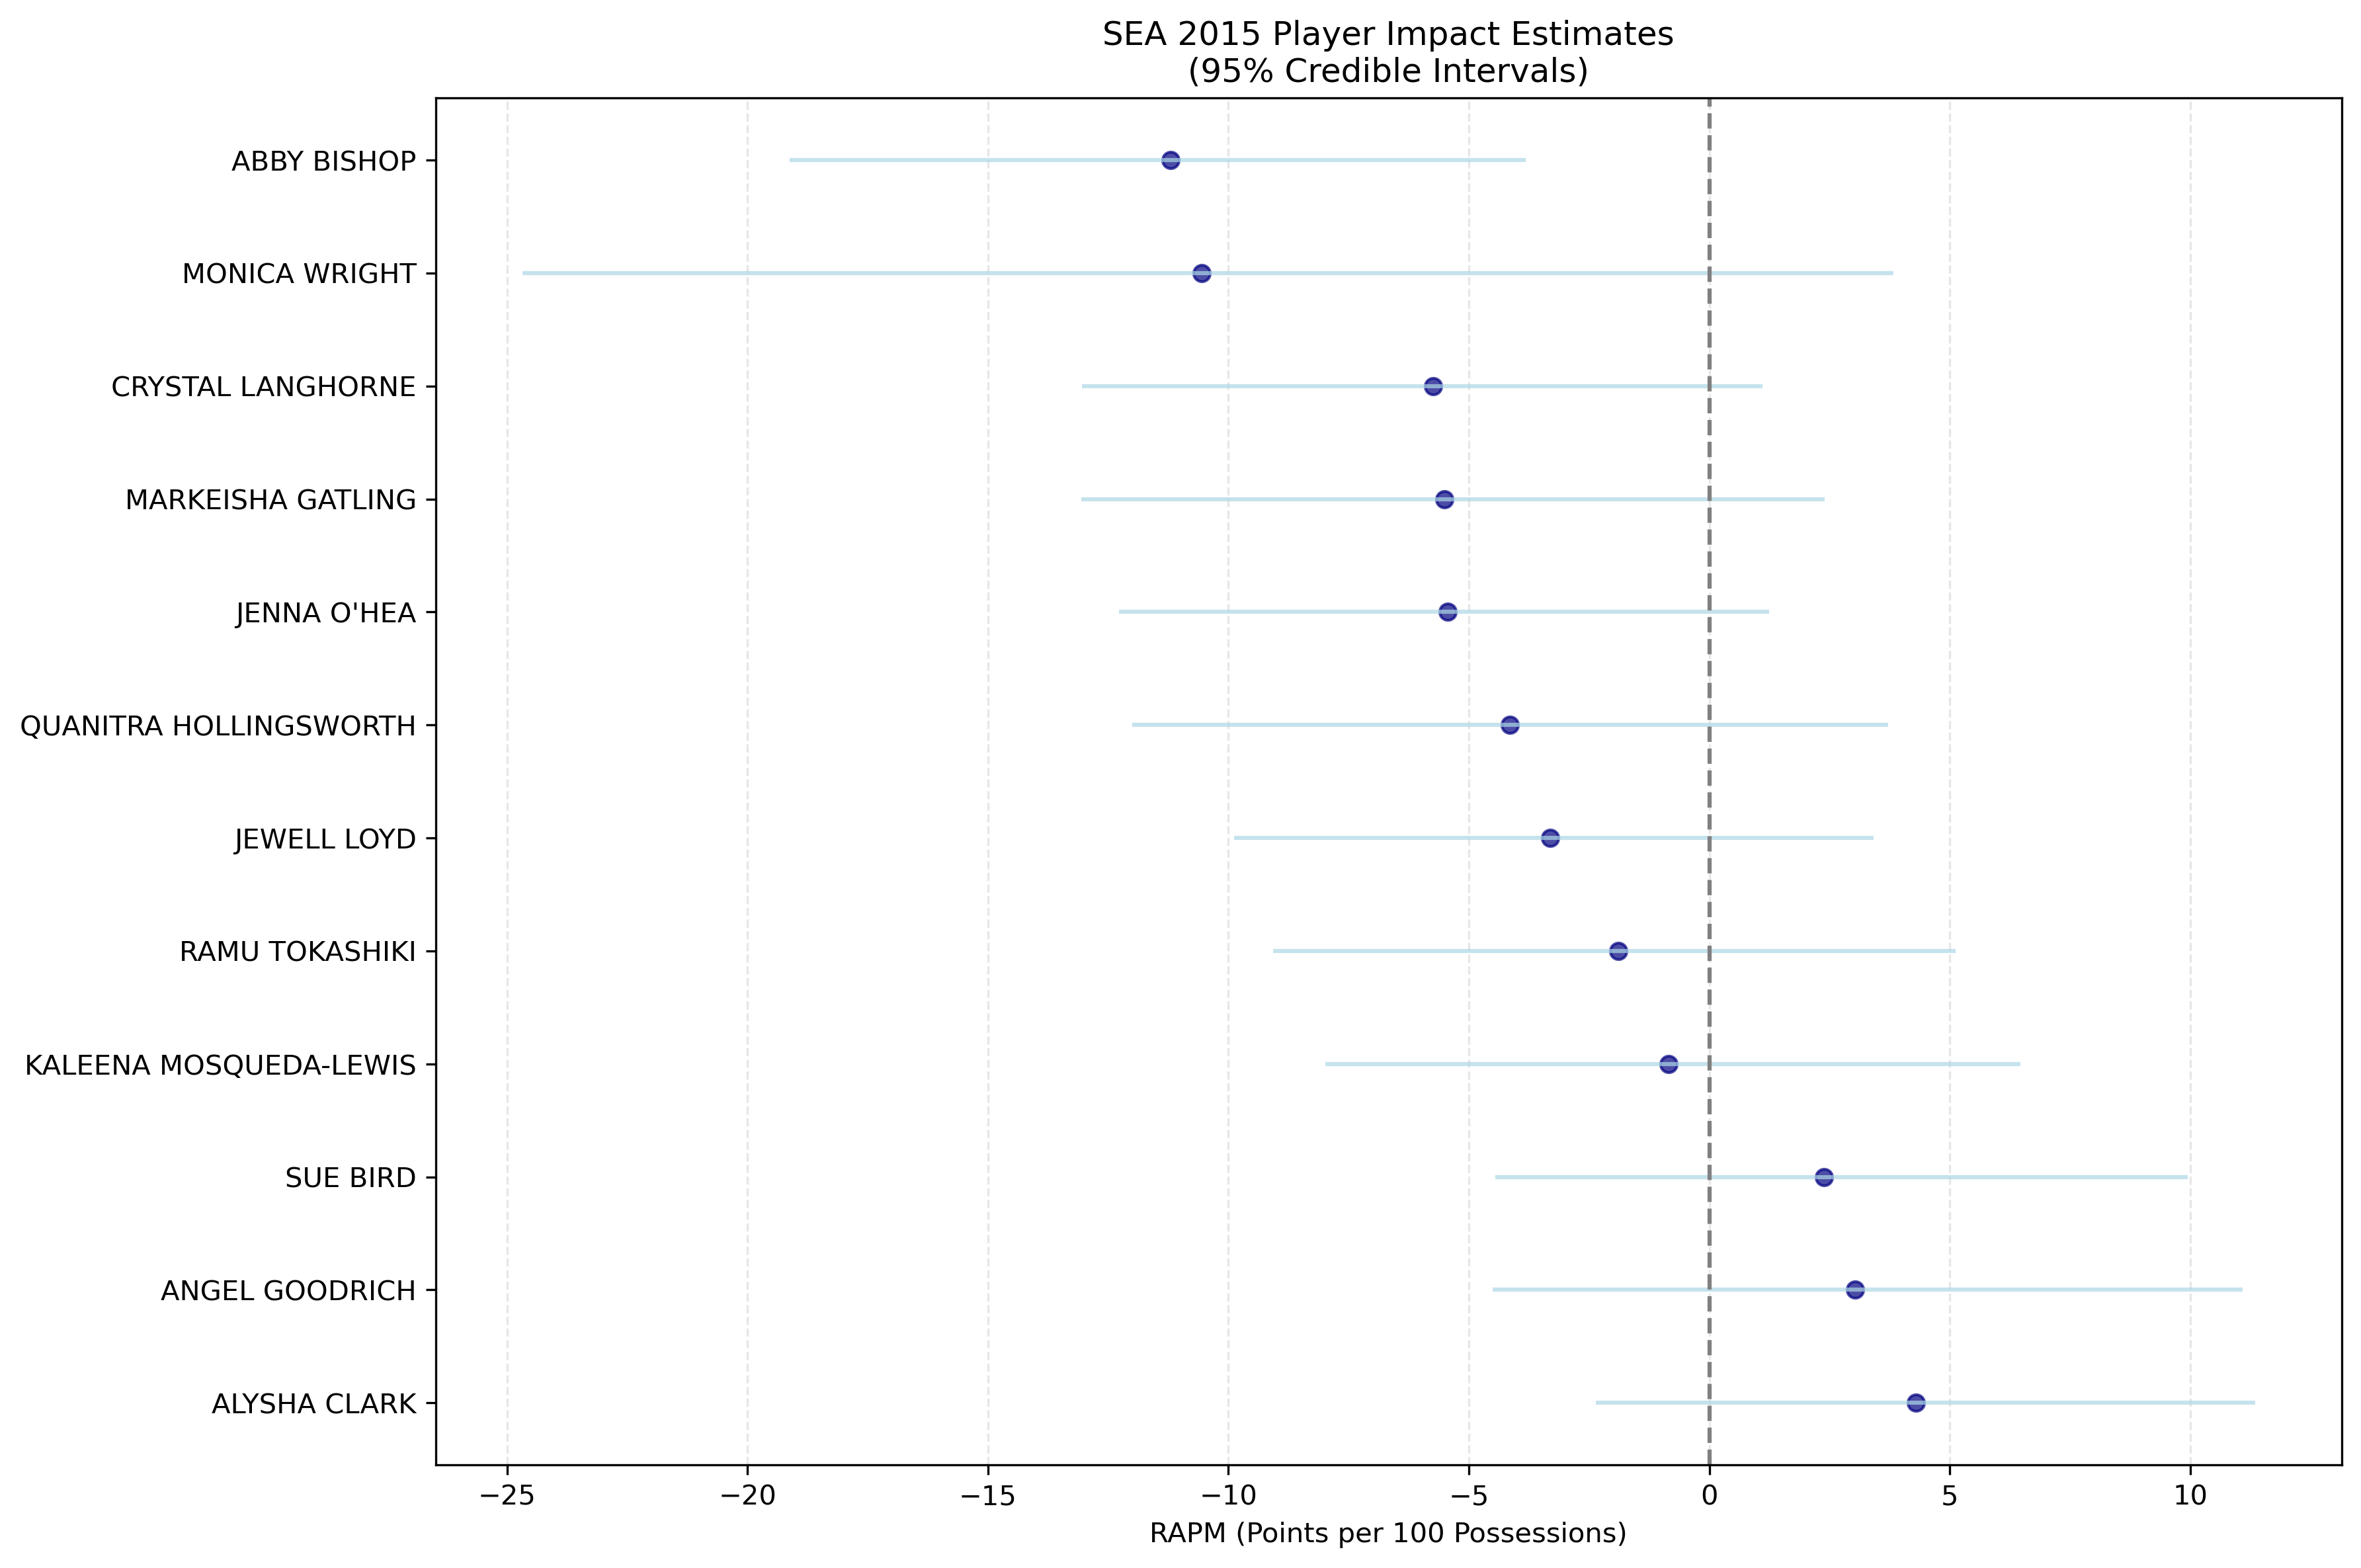 SEA 2015 Player Impact Estimates
(95% Credible Intervals)
ABBY BISHOP
MONICA WRIGHT
CRYSTAL LANGHORNE
MARKEISHA GATLING
JENNA O'HEA
QUANITRA HOLLINGSWORTH
JEWELL LOYD
RAMU TOKASHIKI
KALEENA MOSQUEDA-LEWIS
SUE BIRD
ANGEL GOODRICH
ALYSHA CLARK
−25 −20 −15 −10 −5 0 5 10
RAPM (Points per 100 Possessions)